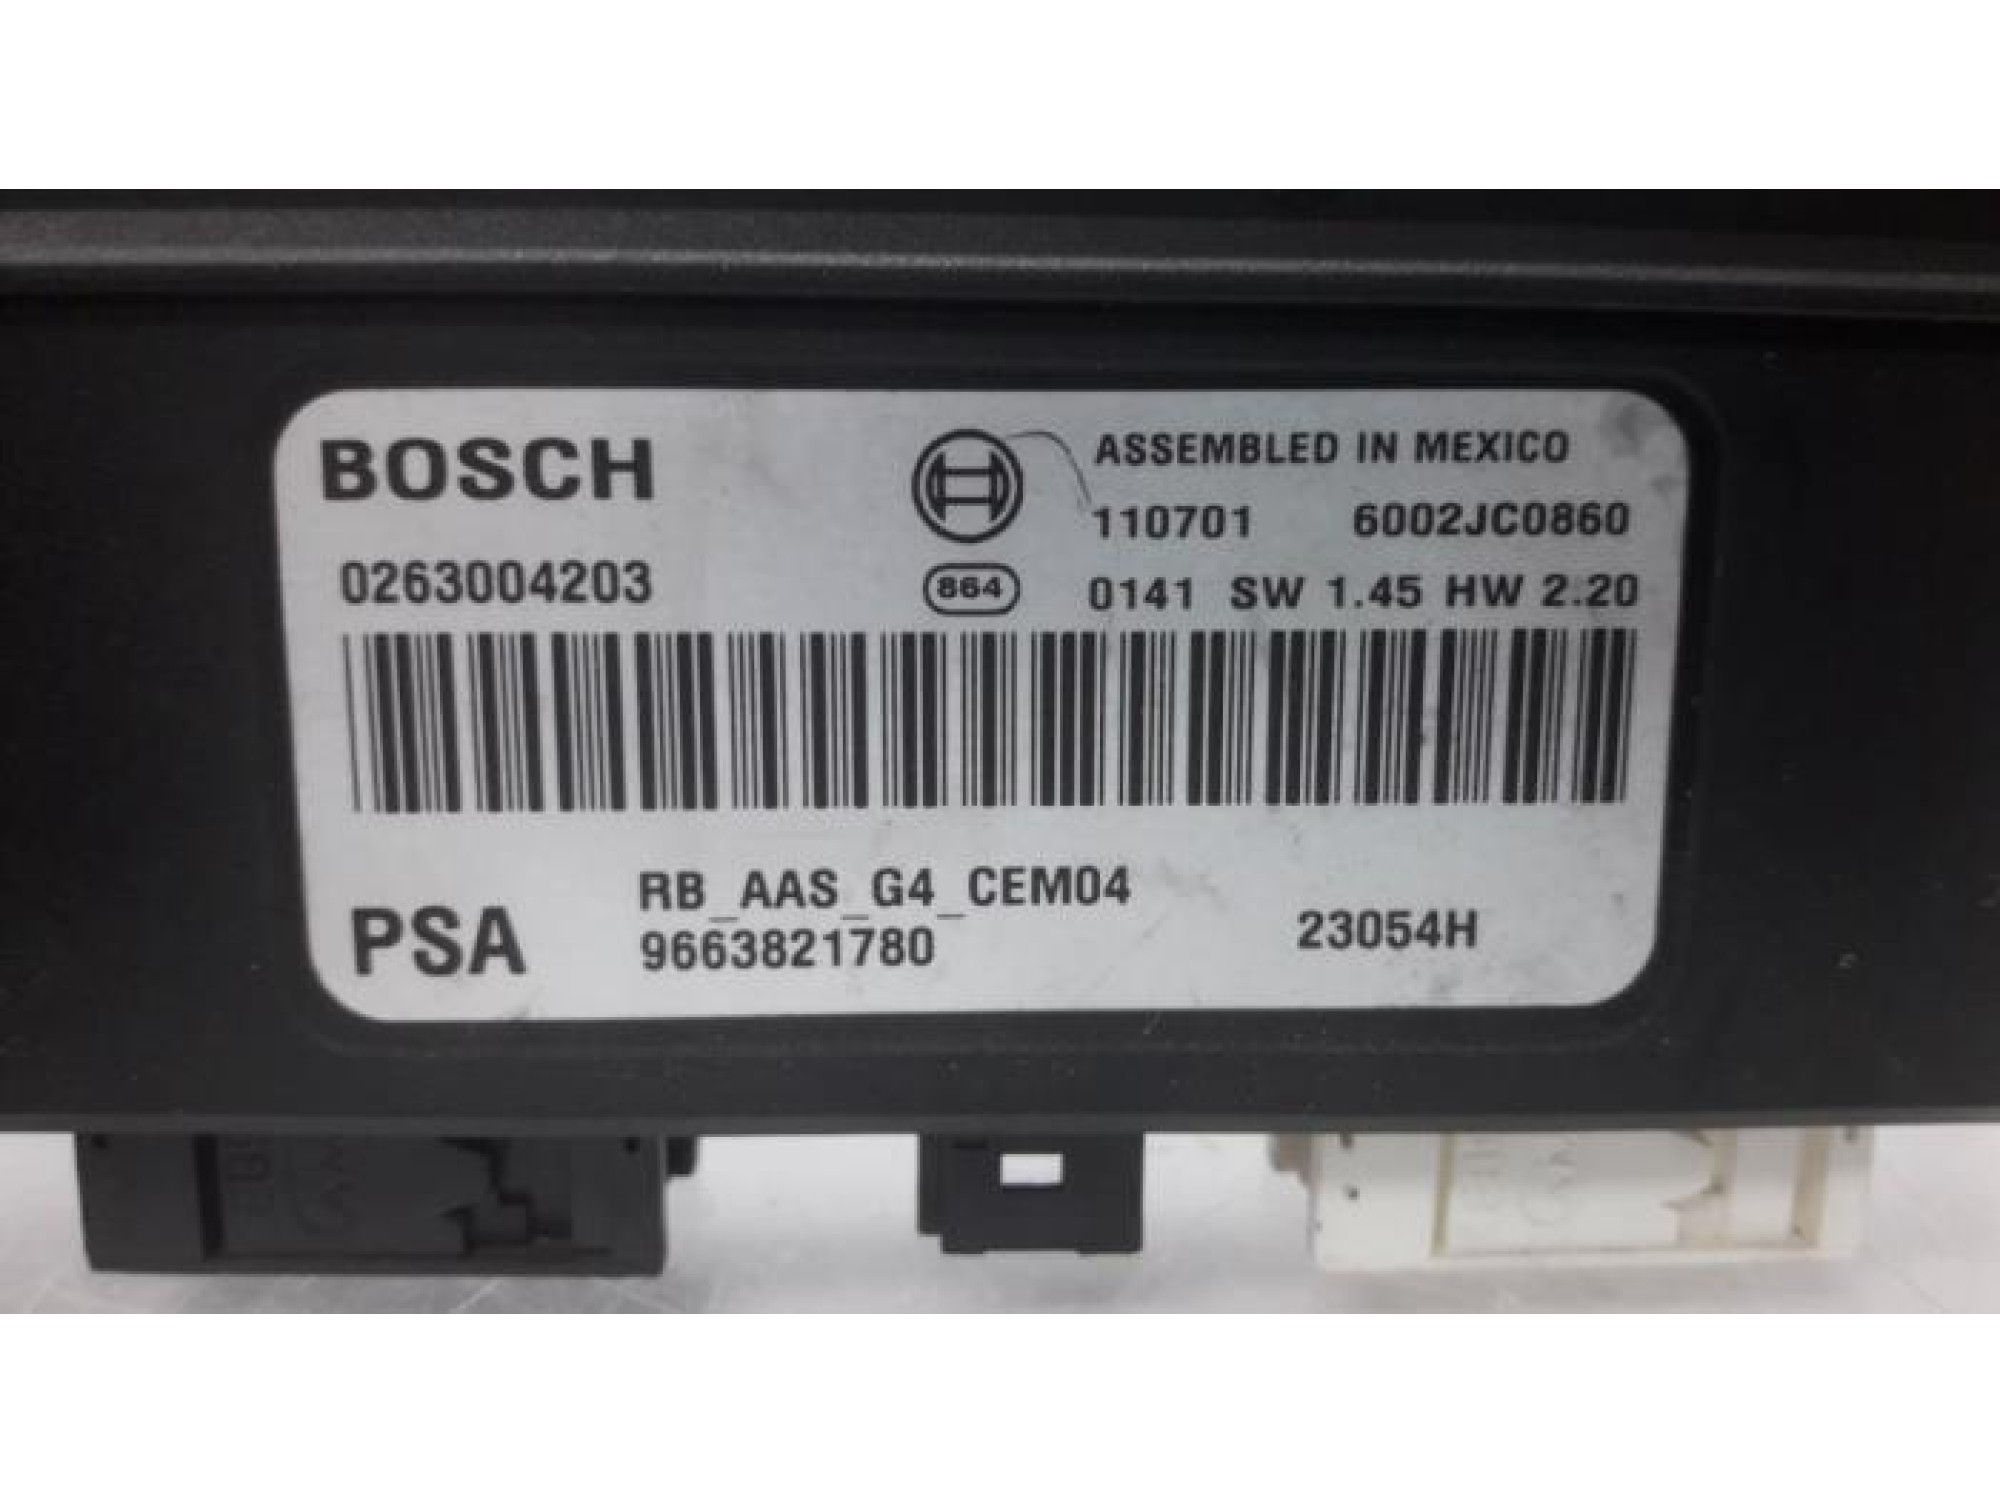 BOSCH
ASSEMBLED IN MEXICO
110701 6002JC0860
0263004203
864
0141 SW 1.45 HW 2.20
RB_AAS_G4_CEM04
PSA
9663821780
23054H